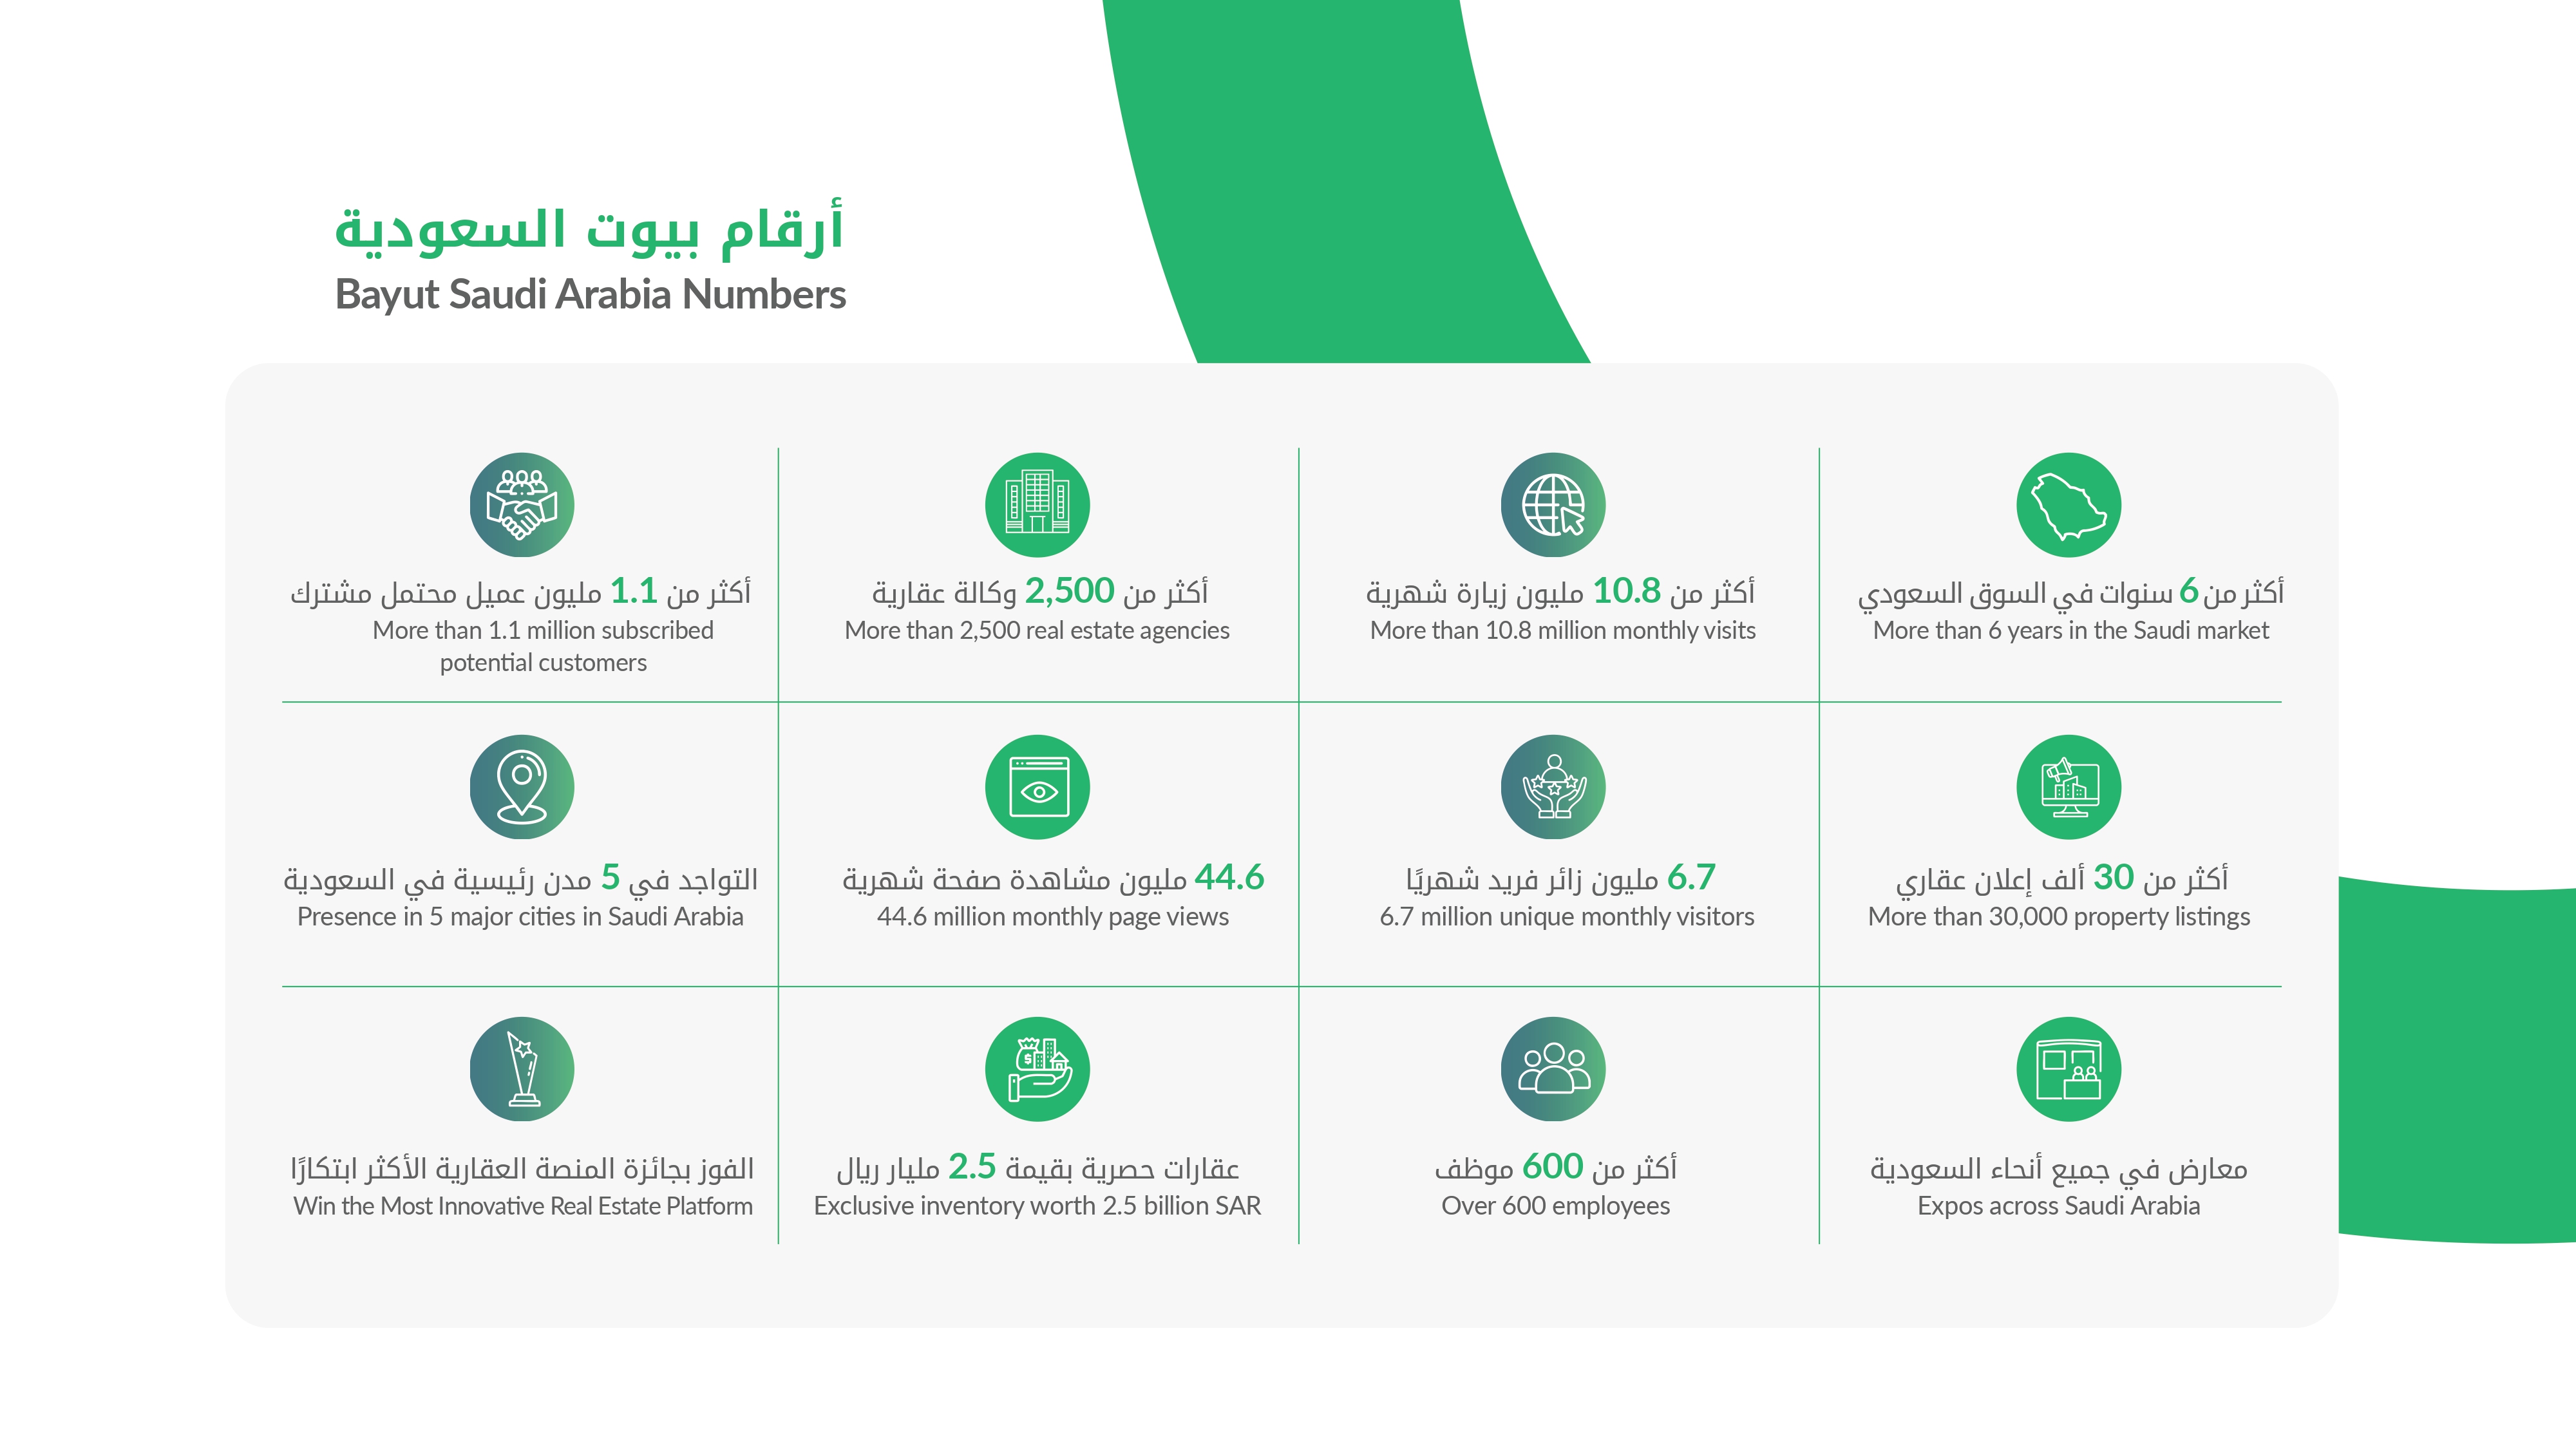 أرقام بيوت السعودية
Bayut Saudi Arabia Numbers
أكثر من 1.1 مليون عميل محتمل مشترك
More than 1.1 million subscribed
potential customers
أكثر من 2,500 وكالة عقارية
More than 2,500 real estate agencies
أكثر من 10.8 مليون زيارة شهرية
More than 10.8 million monthly visits
أكثر من 6 سنوات في السوق السعودي
More than 6 years in the Saudi market
التواجد في 5 مدن رئيسية في السعودية
Presence in 5 major cities in Saudi Arabia
44.6 مليون مشاهدة صفحة شهرية
44.6 million monthly page views
6.7 مليون زائر فريد شهريًا
6.7 million unique monthly visitors
أكثر من 30 ألف إعلان عقاري
More than 30,000 property listings
الفوز بجائزة المنصة العقارية الأكثر ابتكارًا
Win the Most Innovative Real Estate Platform
عقارات حصرية بقيمة 2.5 مليار ريال
Exclusive inventory worth 2.5 billion SAR
أكثر من 600 موظف
Over 600 employees
معارض في جميع أنحاء السعودية
Expos across Saudi Arabia